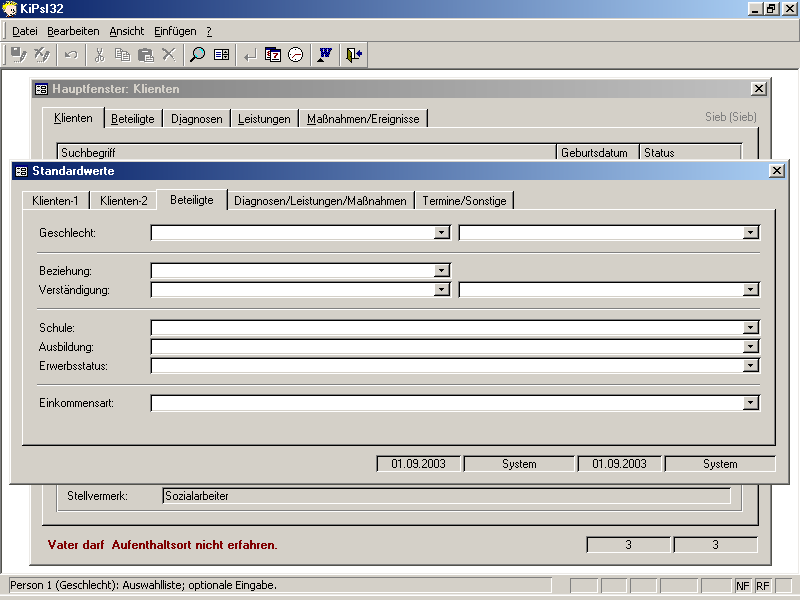 KiPsI32
Datei Bearbeiten Ansicht Einfügen ?
Hauptfenster: Klienten
Klienten Beteiligte Diagnosen Leistungen Maßnahmen/Ereignisse Sieb (Sieb)
Suchbegriff Geburtsdatum Status
Standardwerte
Klienten-1 Klienten-2 Beteiligte Diagnosen/Leistungen/Maßnahmen Termine/Sonstige
Geschlecht:
Beziehung:
Verständigung:
Schule:
Ausbildung:
Erwerbsstatus:
Einkommensart:
01.09.2003 System 01.09.2003 System
Stellvermerk: Sozialarbeiter
Vater darf Aufenthaltsort nicht erfahren. 3 3
Person 1 (Geschlecht): Auswahlliste; optionale Eingabe. NF RF